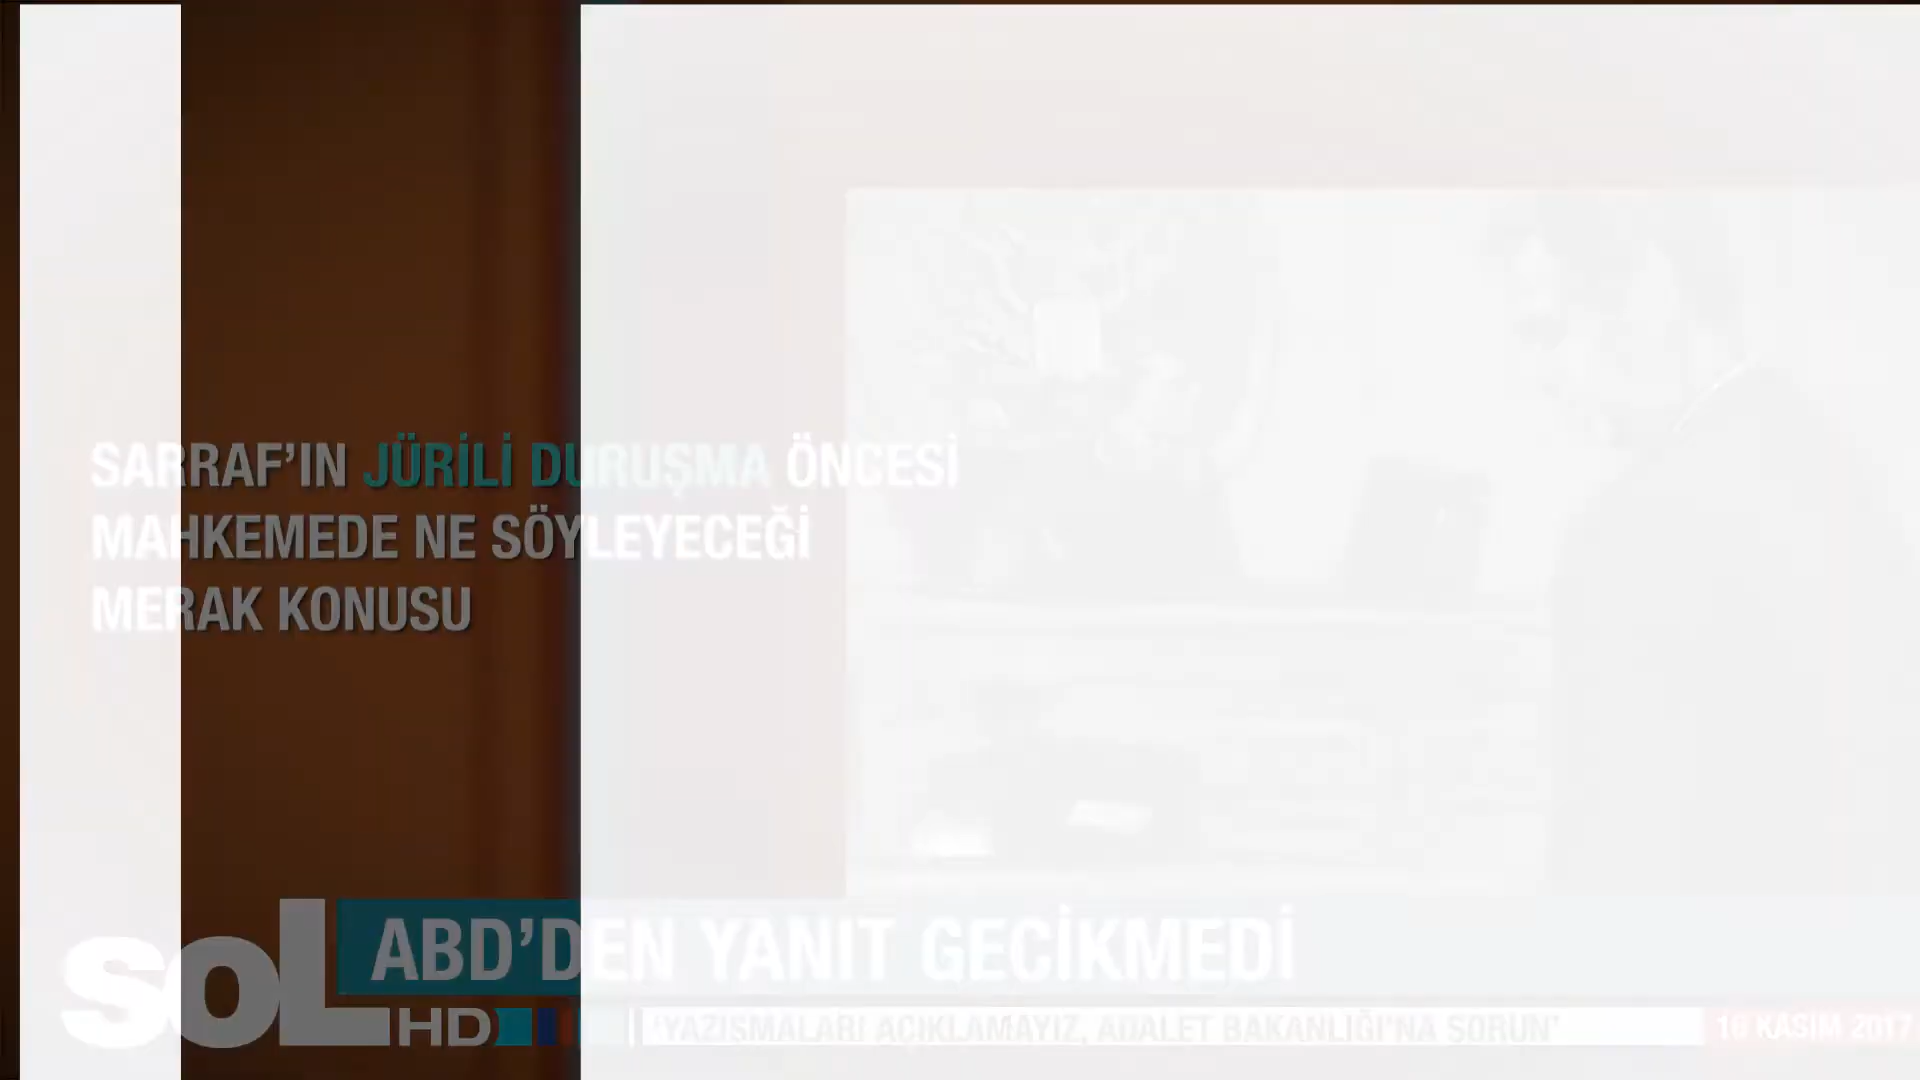 SARRAF'IN JÜRİLİ DURUŞMA ÖNCESİ
MAHKEMEDE NE SÖYLEYECEĞİ
MERAK KONUSU
ABD'DEN YANIT GECİKMEDİ
SOL
HD
'YAZIŞMALARI AÇIKLAMAYIZ, ADALET BAKANLIĞI'NA SORUN'
16 KASIM 2017